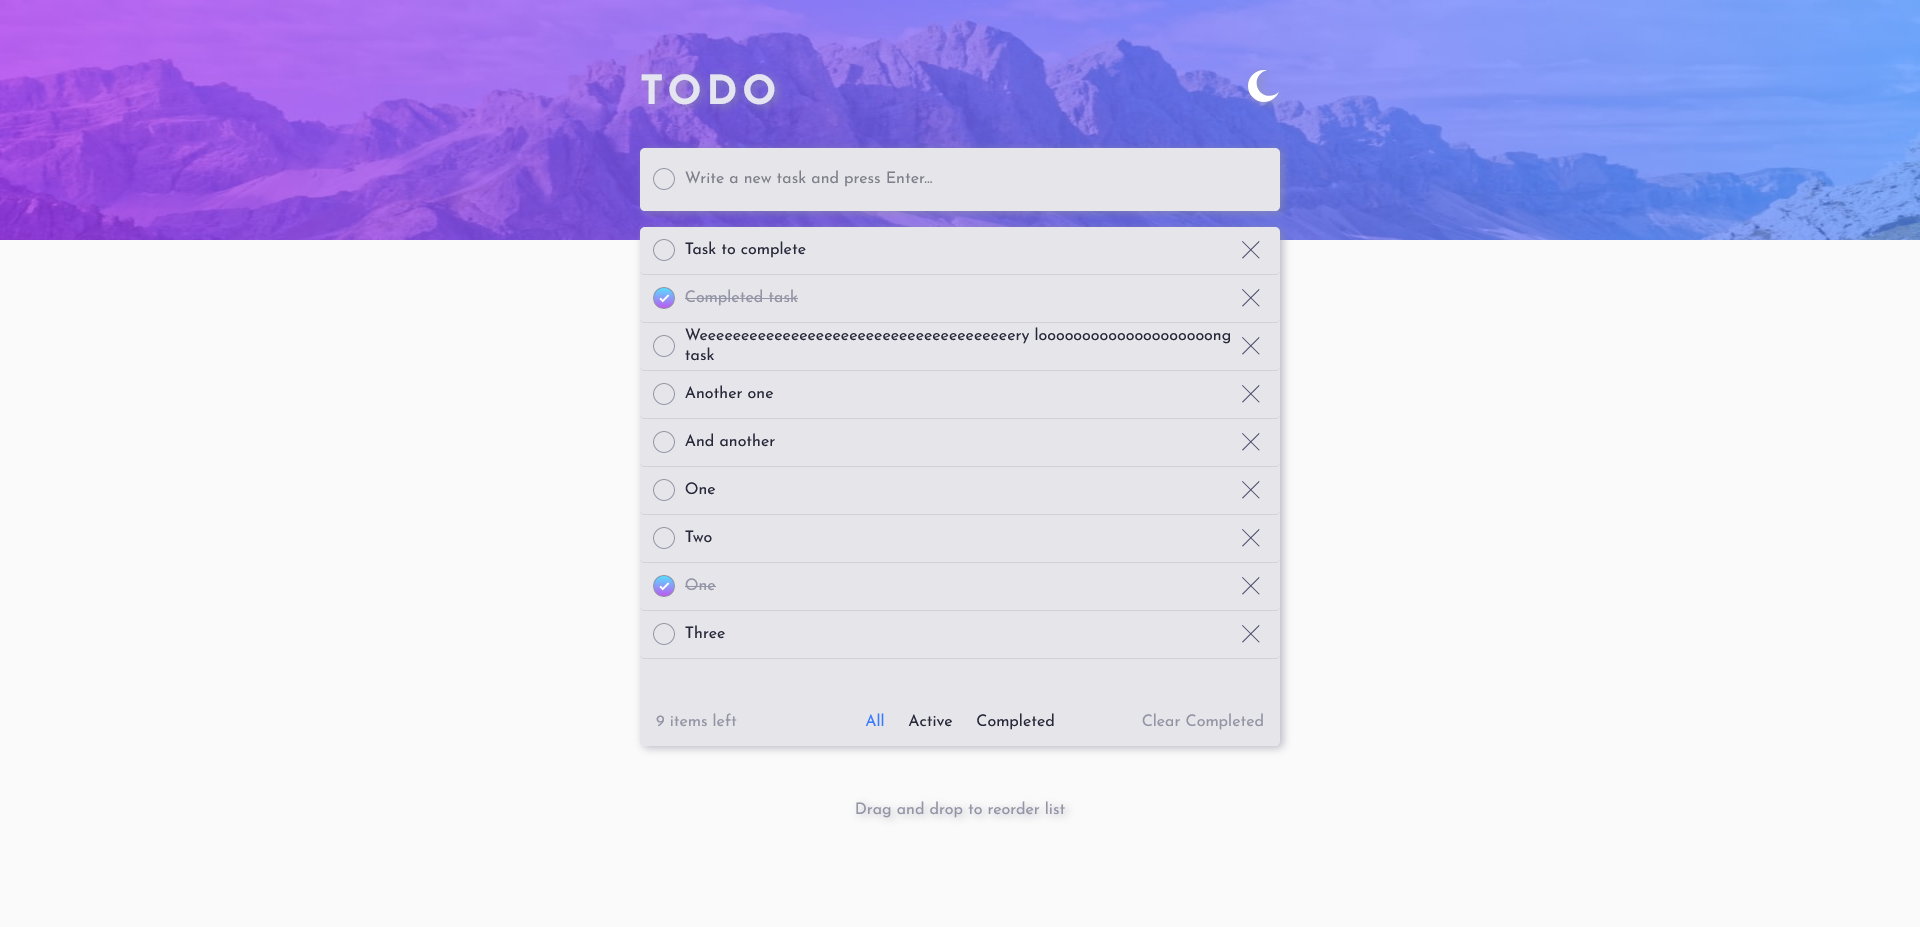 TODO
Write a new task and press Enter...
Task to complete
Completed task
Weeeeeeeeeeeeeeeeeeeeeeeeeeeeeeeeeeeeeery looooooooooooooooooooong
task
Another one
And another
One
Two
One
Three
9 items left All Active Completed Clear Completed
Drag and drop to reorder list